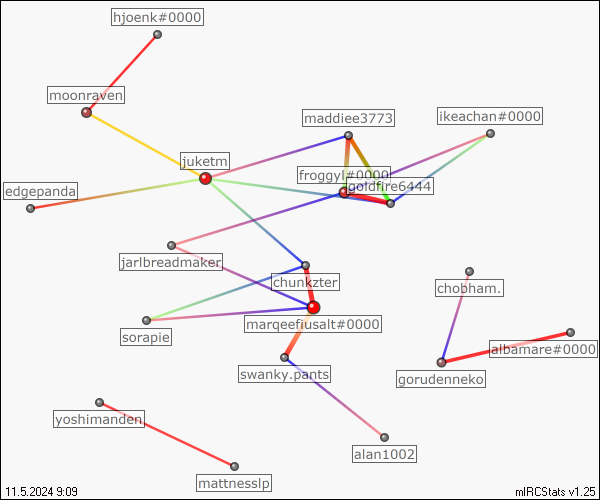 hjoenk#0000
moonraven
maddiee3773
ikeachan#0000
juketm
froggyl#0000
goldfire6444
edgepanda
jarlbreadmaker
chunkzter
chobham.
marqeefiusalt#0000
sorapie
albamare#0000
swanky.pants
gorudenneko
yoshimanden
alan1002
mattnesslp
11.5.2024 9:09
mIRCStats v1.25